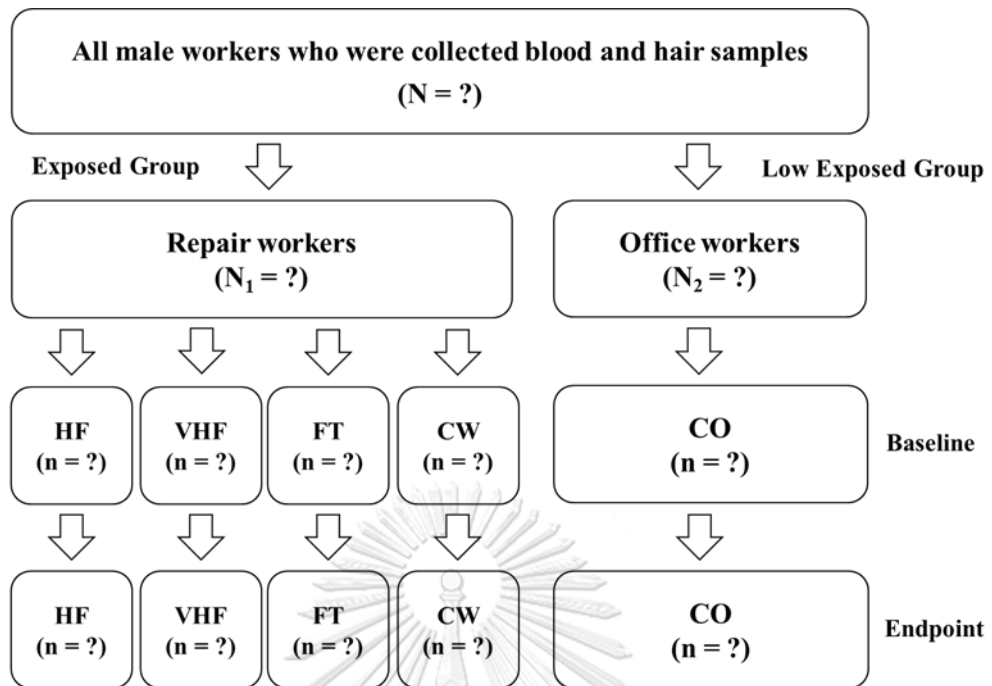 All male workers who were collected blood and hair samples
(N = ?)
Exposed Group
Low Exposed Group
Repair workers
(N₁ = ?)
Office workers
(N₂ = ?)
HF
(n = ?)
VHF
(n = ?)
FT
(n = ?)
CW
(n = ?)
CO
(n = ?)
Baseline
HF
(n = ?)
VHF
(n = ?)
FT
(n = ?)
CW
(n = ?)
CO
(n = ?)
Endpoint